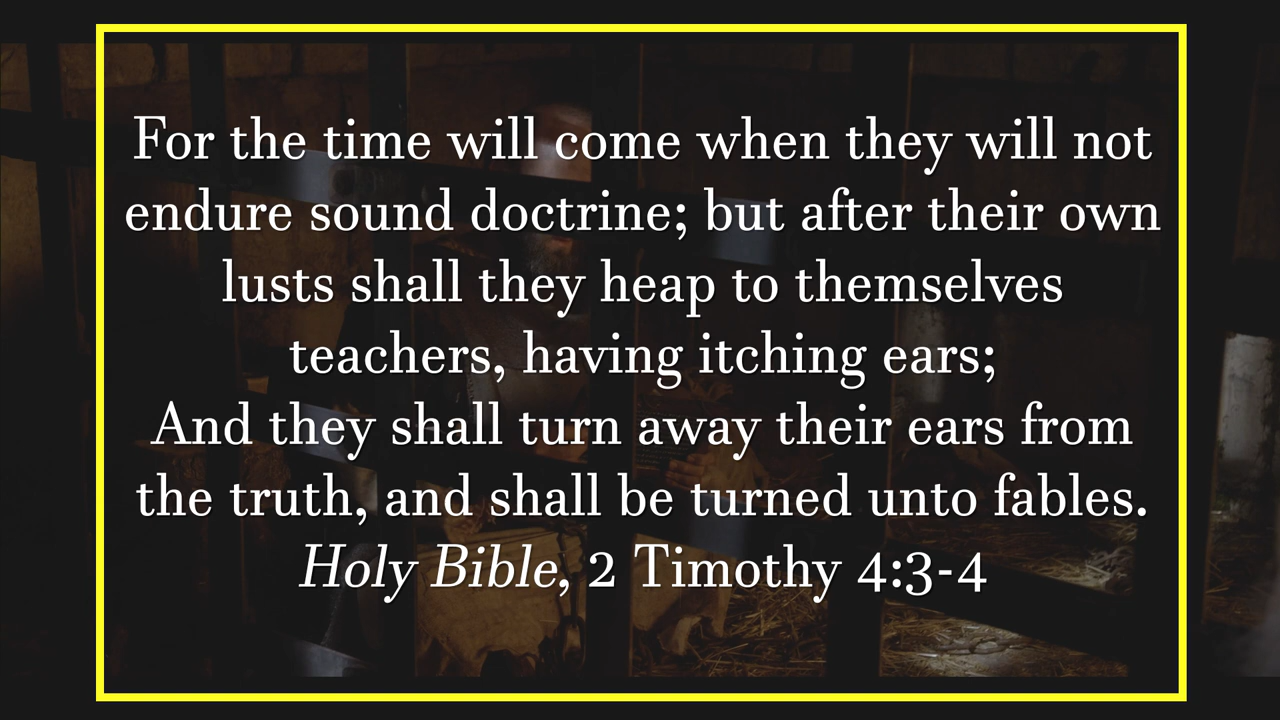 For the time will come when they will not
endure sound doctrine; but after their own
lusts shall they heap to themselves
teachers, having itching ears;
And they shall turn away their ears from
the truth, and shall be turned unto fables.
Holy Bible, 2 Timothy 4:3-4